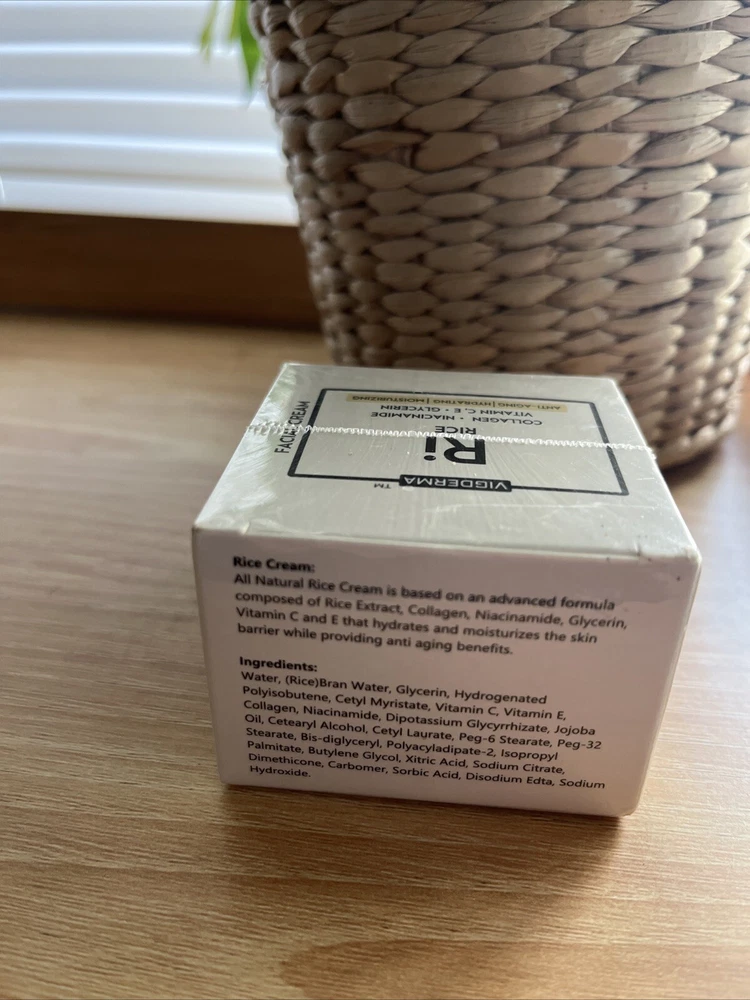 VIGDERMA
TM
Ri
RICE
COLLAGEN • NIACINAMIDE
VITAMIN C, E • GLYCERIN
ANTI-AGING | HYDRATING | MOISTURIZING
FACIAL CREAM
Rice Cream:
All Natural Rice Cream is based on an advanced formula
composed of Rice Extract, Collagen, Niacinamide, Glycerin,
Vitamin C and E that hydrates and moisturizes the skin
barrier while providing anti aging benefits.
Ingredients:
Water, (Rice)Bran Water, Glycerin, Hydrogenated
Polyisobutene, Cetyl Myristate, Vitamin C, Vitamin E,
Collagen, Niacinamide, Dipotassium Glycyrrhizate, Jojoba
Oil, Cetearyl Alcohol, Cetyl Laurate, Peg-6 Stearate, Peg-32
Stearate, Bis-diglyceryl, Polyacyladipate-2, Isopropyl
Palmitate, Butylene Glycol, Xitric Acid, Sodium Citrate,
Dimethicone, Carbomer, Sorbic Acid, Disodium Edta, Sodium
Hydroxide.